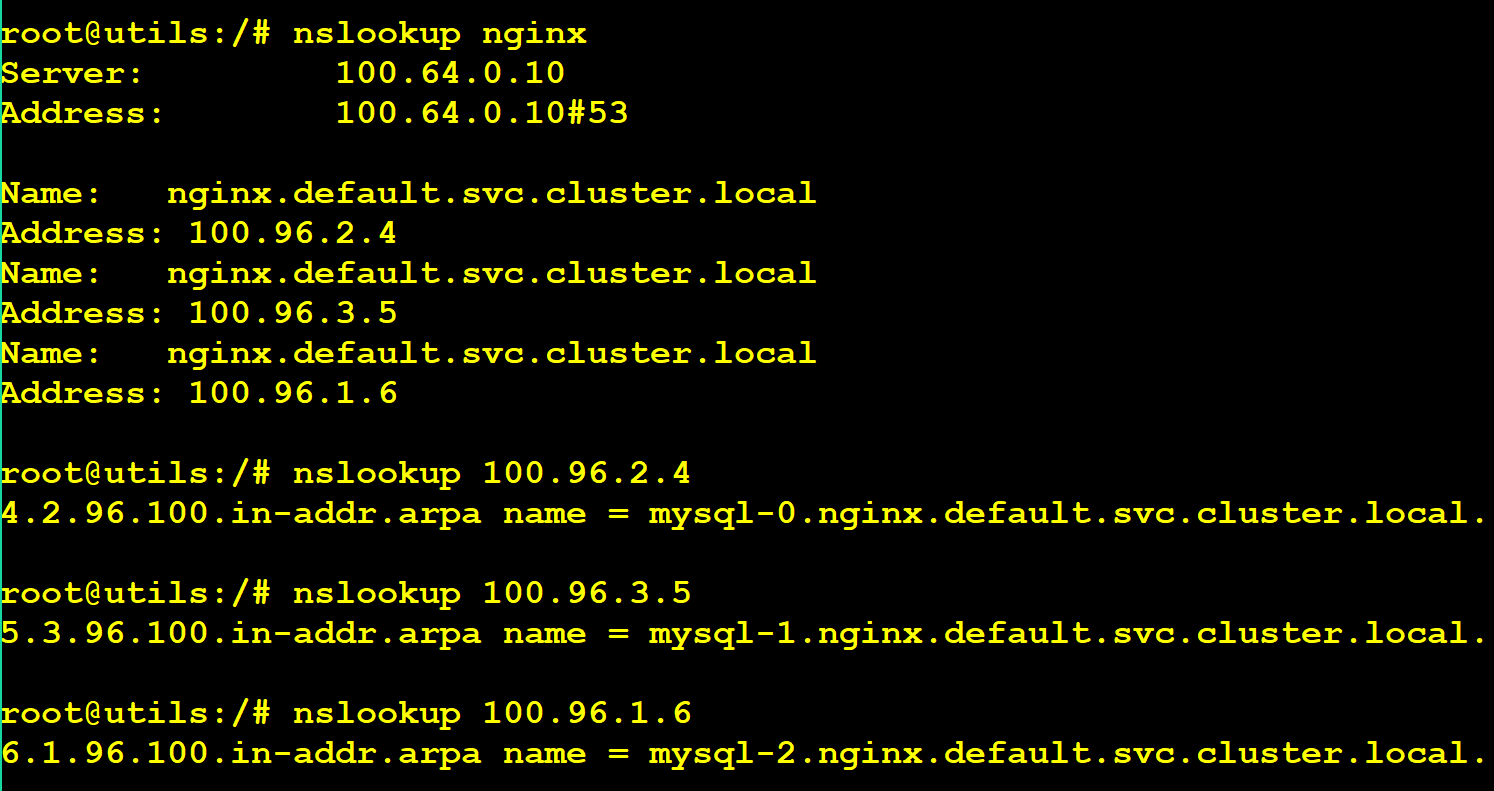 root@utils:/# nslookup nginx
Server:         100.64.0.10
Address:        100.64.0.10#53

Name:   nginx.default.svc.cluster.local
Address: 100.96.2.4
Name:   nginx.default.svc.cluster.local
Address: 100.96.3.5
Name:   nginx.default.svc.cluster.local
Address: 100.96.1.6

root@utils:/# nslookup 100.96.2.4
4.2.96.100.in-addr.arpa name = mysql-0.nginx.default.svc.cluster.local.

root@utils:/# nslookup 100.96.3.5
5.3.96.100.in-addr.arpa name = mysql-1.nginx.default.svc.cluster.local.

root@utils:/# nslookup 100.96.1.6
6.1.96.100.in-addr.arpa name = mysql-2.nginx.default.svc.cluster.local.